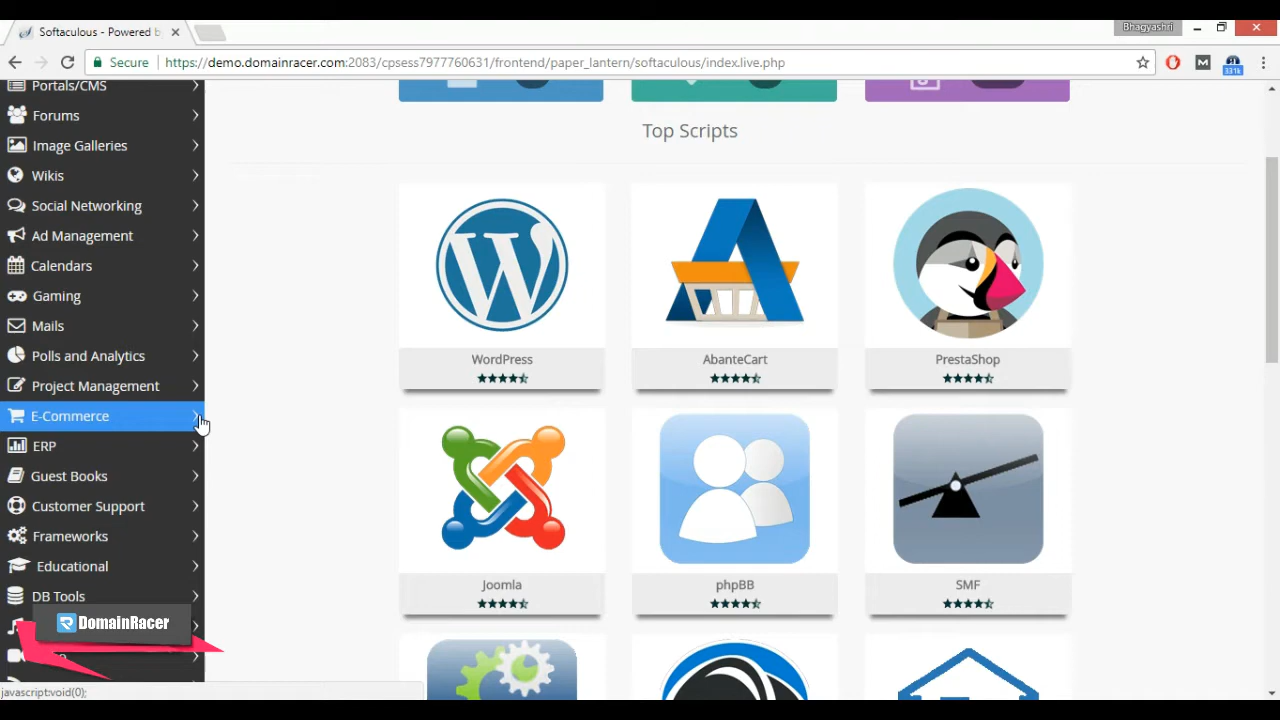 Softaculous - Powered b
Bhagyashri
Secure
https://demo.domainracer.com:2083/cpsess7977760631/frontend/paper_lantern/softaculous/index.live.php
M
331k
Portals/CMS
Forums
Image Galleries
Wikis
Social Networking
Ad Management
Calendars
Gaming
Mails
Polls and Analytics
Project Management
E-Commerce
ERP
Guest Books
Customer Support
Frameworks
Educational
DB Tools
DomainRacer
javascript:void(0);
Top Scripts
WordPress
AbanteCart
PrestaShop
Joomla
phpBB
SMF